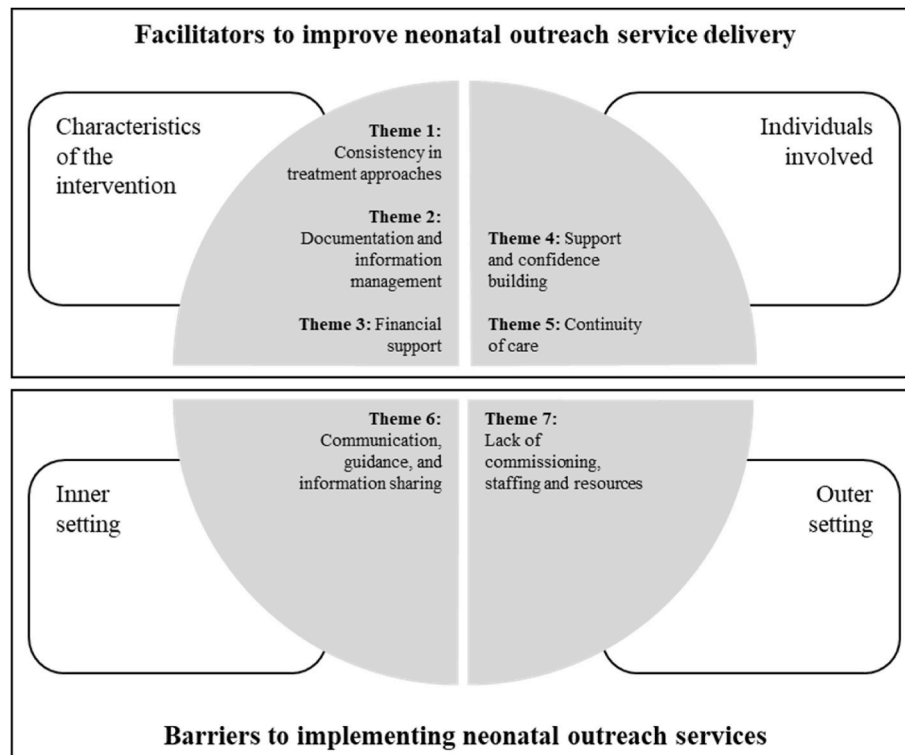 Facilitators to improve neonatal outreach service delivery
Characteristics
of the
intervention
Theme 1:
Consistency in
treatment approaches
Theme 2:
Documentation and
information
management
Theme 3: Financial
support
Individuals
involved
Theme 4: Support
and confidence
building
Theme 5: Continuity
of care
Inner
setting
Theme 6:
Communication,
guidance, and
information sharing
Theme 7:
Lack of
commissioning,
staffing and resources
Outer
setting
Barriers to implementing neonatal outreach services